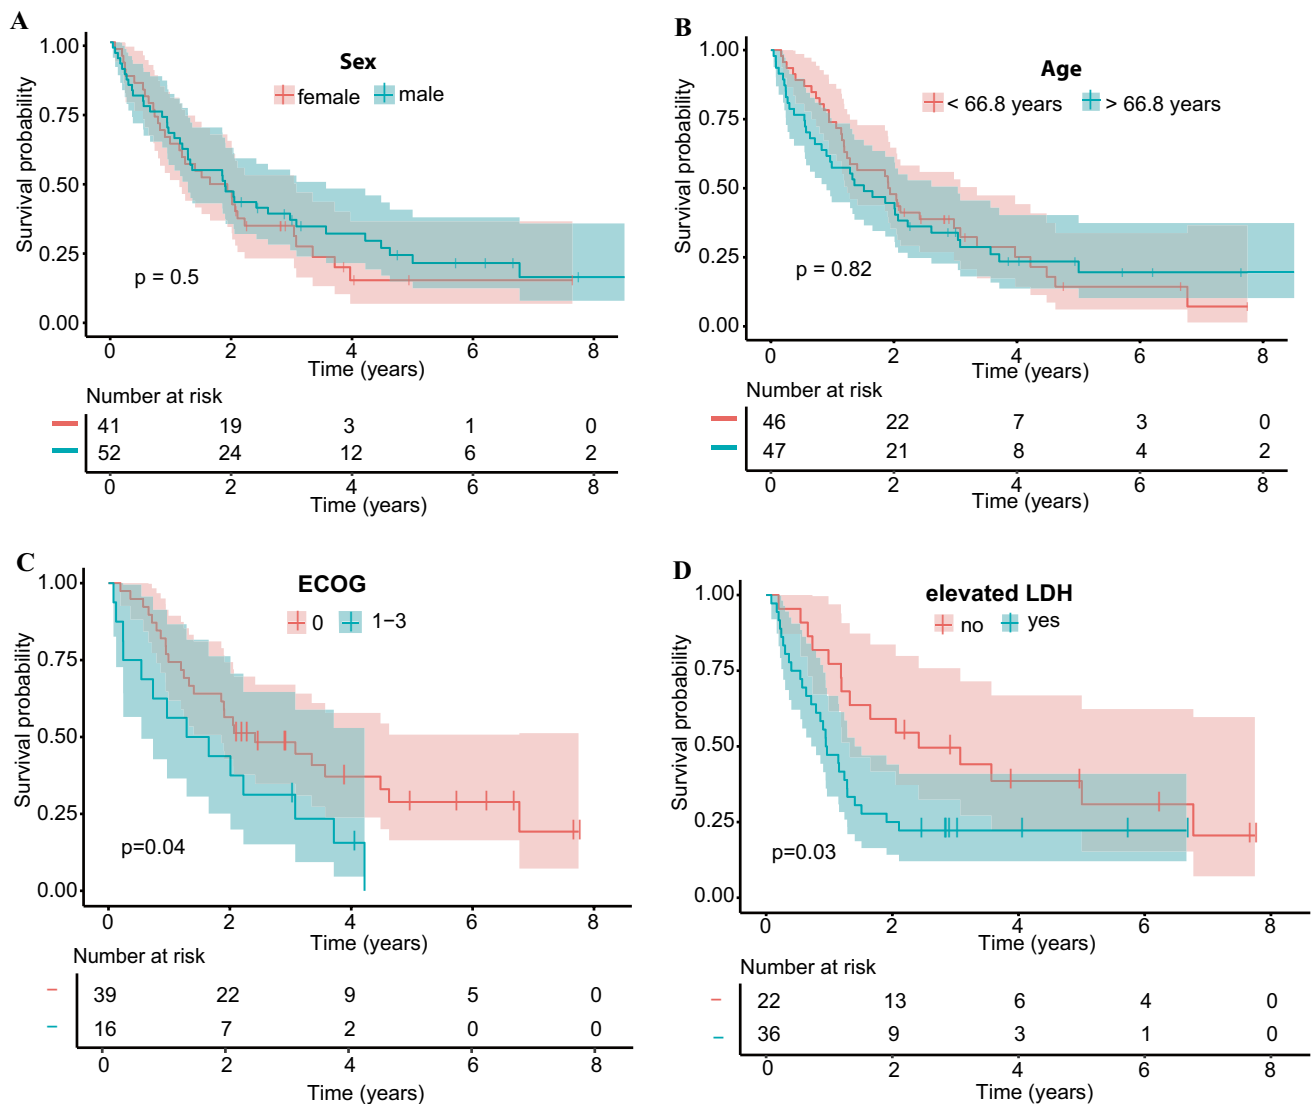 A
Sex
female male
Survival probability
1.00
0.75
0.50
0.25
0.00
p = 0.5
0 2 4 6 8
Time (years)
Number at risk
41 19 3 1 0
52 24 12 6 2
0 2 4 6 8
Time (years)
B
Age
< 66.8 years > 66.8 years
Survival probability
1.00
0.75
0.50
0.25
0.00
p = 0.82
0 2 4 6 8
Time (years)
Number at risk
46 22 7 3 0
47 21 8 4 2
0 2 4 6 8
Time (years)
C
ECOG
0 1−3
Survival probability
1.00
0.75
0.50
0.25
0.00
p=0.04
0 2 4 6 8
Time (years)
Number at risk
39 22 9 5 0
16 7 2 0 0
0 2 4 6 8
Time (years)
D
elevated LDH
no yes
Survival probability
1.00
0.75
0.50
0.25
0.00
p=0.03
0 2 4 6 8
Time (years)
Number at risk
22 13 6 4 0
36 9 3 1 0
0 2 4 6 8
Time (years)